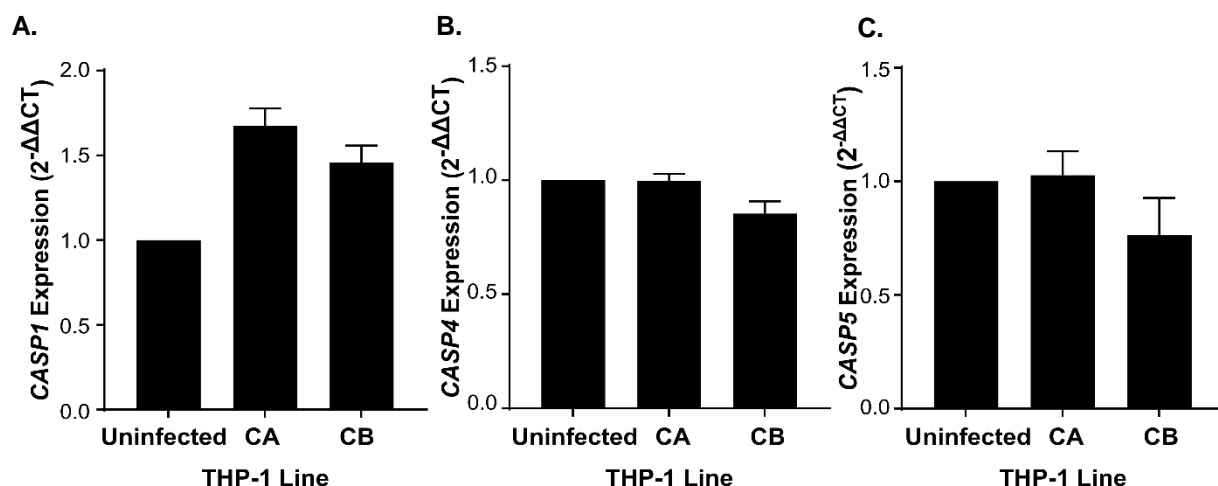 A.
CASP1 Expression (2-ΔΔCT)
2.0
1.5
1.0
0.5
0.0
Uninfected CA CB
THP-1 Line
B.
CASP4 Expression (2-ΔΔCT)
1.5
1.0
0.5
0.0
Uninfected CA CB
THP-1 Line
C.
CASP5 Expression (2-ΔΔCT)
1.5
1.0
0.5
0.0
Uninfected CA CB
THP-1 Line